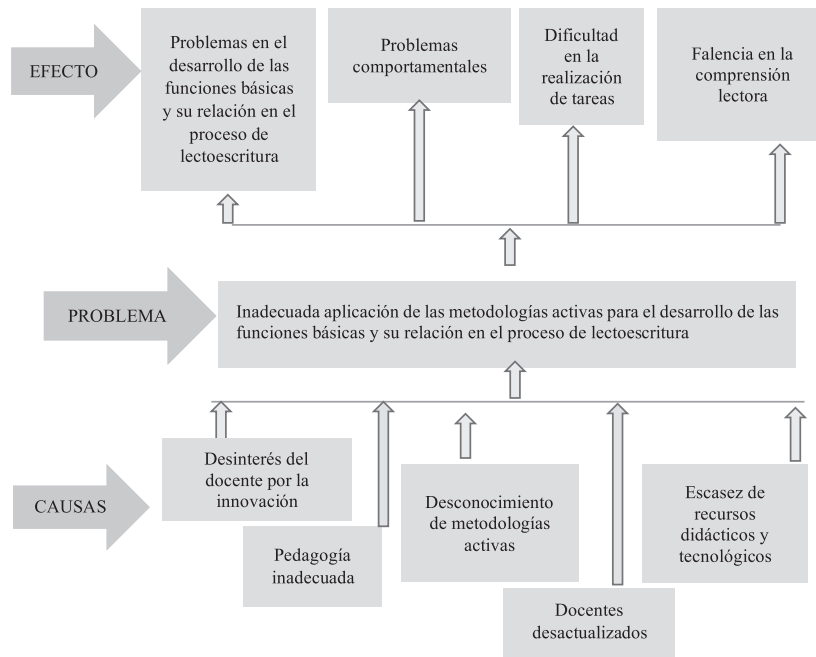 EFECTO
Problemas en el
desarrollo de las
funciones básicas
y su relación en el
proceso de
lectoescritura
Problemas
comportamentales
Dificultad
en la
realización
de tareas
Falencia en la
comprensión
lectora
PROBLEMA
Inadecuada aplicación de las metodologías activas para el desarrollo de las
funciones básicas y su relación en el proceso de lectoescritura
CAUSAS
Desinterés del
docente por la
innovación
Pedagogía
inadecuada
Desconocimiento
de metodologías
activas
Docentes
desactualizados
Escasez de
recursos
didácticos y
tecnológicos